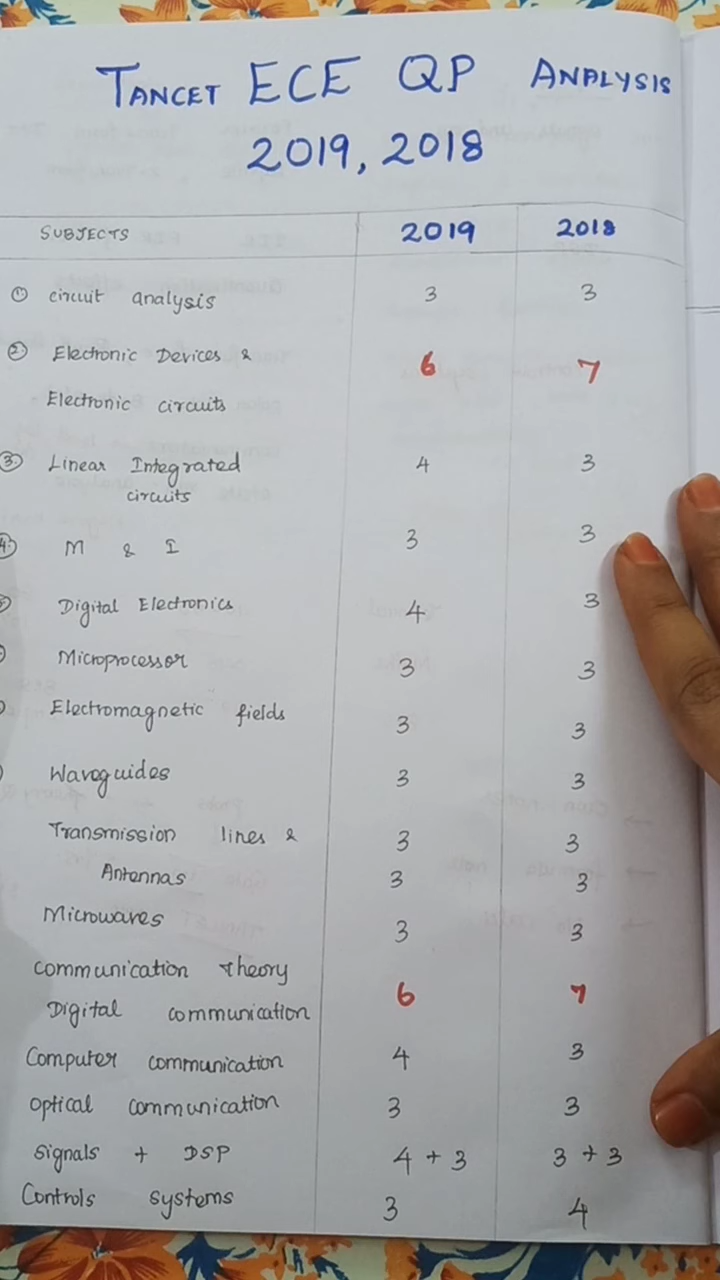 TANCET ECE QP ANALYSIS
2019, 2018
SUBJECTS 2019 2018
① circuit analysis 3 3
② Electronic Devices & 6 7
Electronic circuits
③ Linear Integrated 4 3
circuits
4. M & I 3 3
Digital Electronics 4 3
Microprocessor 3 3
Electromagnetic fields 3 3
Waveguides 3 3
Transmission lines & 3 3
Antennas 3 3
Microwaves 3 3
communication theory 6 7
Digital communication
Computer communication 4 3
optical communication 3 3
Signals + DSP 4 + 3 3 + 3
Controls systems 3 4